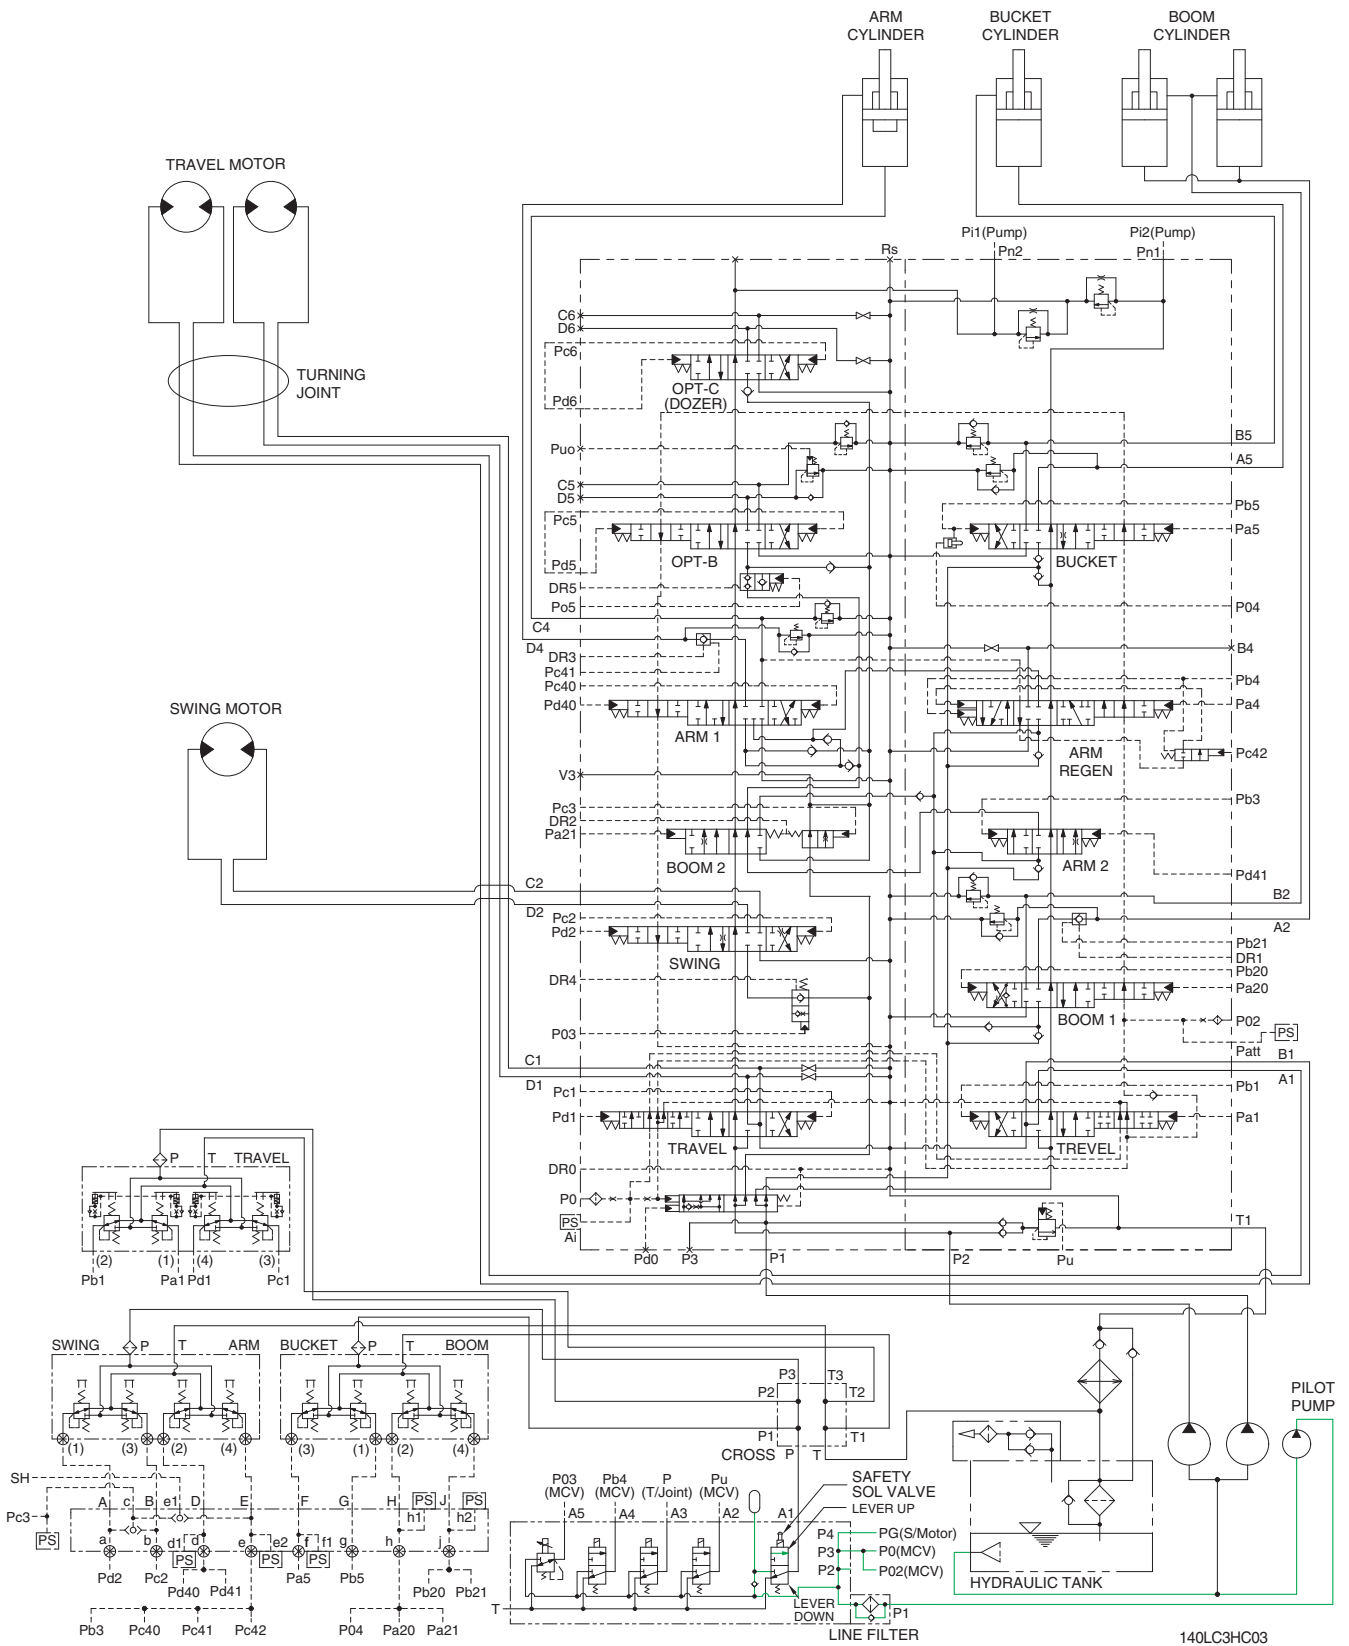 ARM
CYLINDER
BUCKET
CYLINDER
BOOM
CYLINDER
TRAVEL MOTOR
TURNING
JOINT
SWING MOTOR
Rs
Pi1(Pump)
Pn2
Pi2(Pump)
Pn1
C6
D6
Pc6
OPT-C
(DOZER)
Pd6
Puo
C5
D5
Pc5
Pd5
OPT-B
DR5
Po5
C4
D4
DR3
Pc41
Pc40
Pd40
ARM 1
V3
Pc3
DR2
Pa21
BOOM 2
C2
D2
Pc2
Pd2
SWING
DR4
P03
C1
D1
Pc1
Pd1
TRAVEL
DR0
P0
PS
Ai
Pd0
P3
P1
P2
Pu
B5
A5
Pb5
Pa5
BUCKET
P04
B4
Pb4
Pa4
ARM
REGEN
Pc42
Pb3
ARM 2
Pd41
B2
A2
Pb21
DR1
Pb20
Pa20
BOOM 1
P02
PS
Patt
B1
A1
Pb1
Pa1
TREVEL
T1
P
T
TRAVEL
(2)
(1)
(4)
(3)
Pb1
Pa1
Pd1
Pc1
SWING
P
T
ARM
BUCKET
P
T
BOOM
(1)
(3)
(2)
(4)
(3)
(1)
(2)
(4)
SH
Pc3
PS
A
c
B
e1
D
E
F
G
H
PS
J
PS
h1
h2
a
b
d1
d
e
e2
f
f1
g
h
j
PS
PS
PS
Pd2
Pc2
Pd40
Pd41
Pa5
Pb5
Pb20
Pb21
Pb3
Pc40
Pc41
Pc42
P04
Pa20
Pa21
P3
T3
P2
T2
P1
T1
CROSS
P
T
P03
(MCV)
Pb4
(MCV)
P
(T/Joint)
Pu
(MCV)
A5
A4
A3
A2
A1
SAFETY
SOL VALVE
LEVER UP
P4
PG(S/Motor)
P3
P0(MCV)
P2
P02(MCV)
LEVER
DOWN
T
P1
LINE FILTER
HYDRAULIC TANK
PILOT
PUMP
140LC3HC03